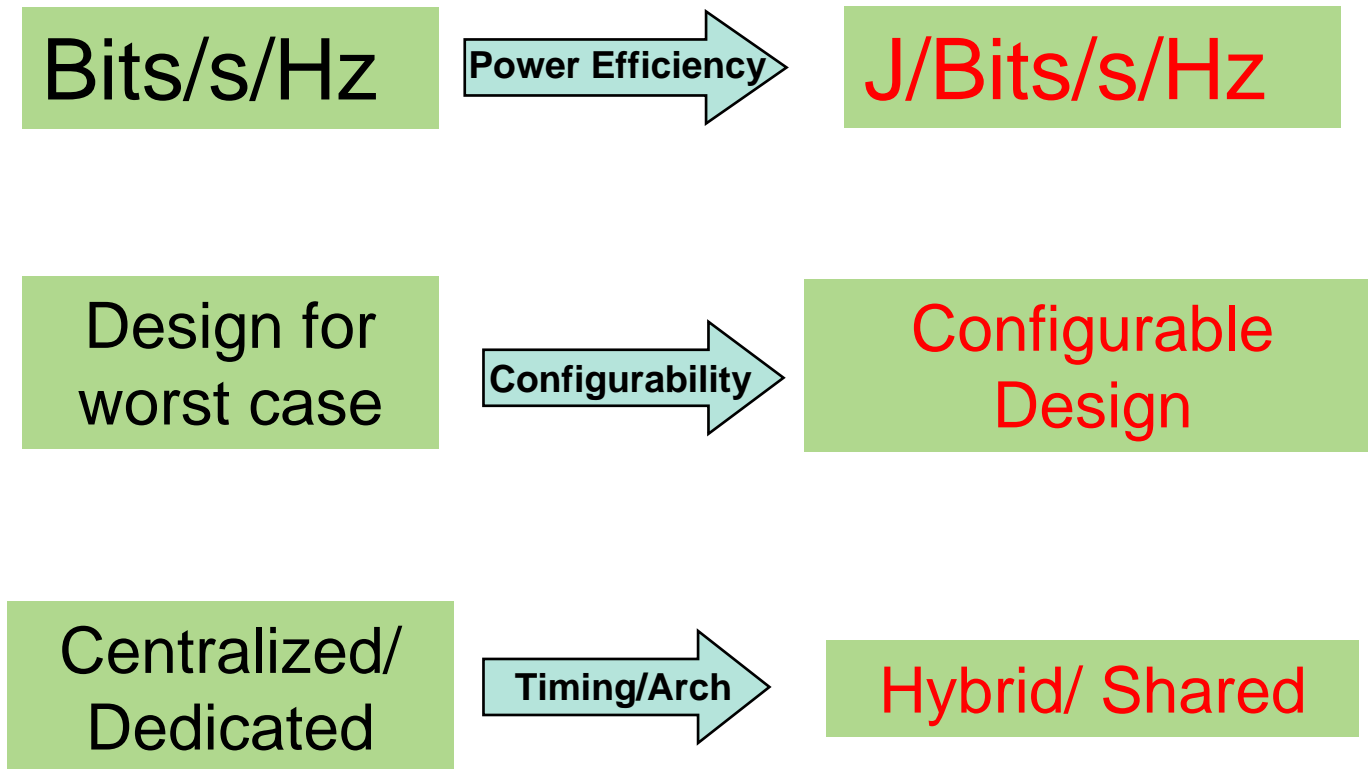 Bits/s/Hz
Power Efficiency
J/Bits/s/Hz
Design for
worst case
Configurability
Configurable
Design
Centralized/
Dedicated
Timing/Arch
Hybrid/ Shared